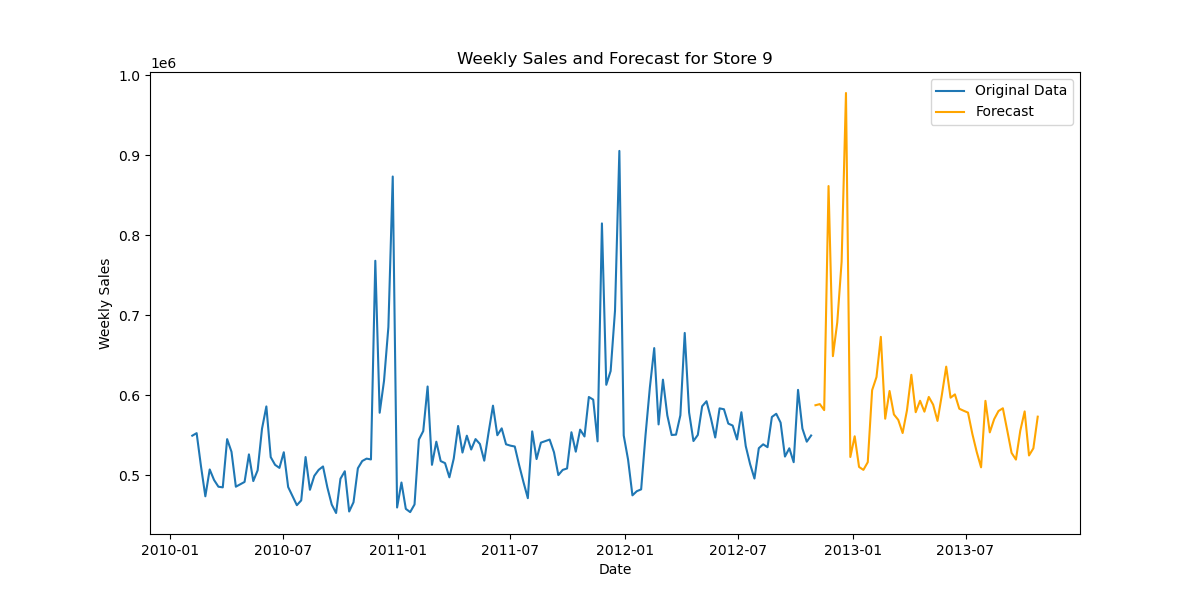 Weekly Sales and Forecast for Store 9
1e6
1.0
0.9
0.8
0.7
0.6
0.5
Weekly Sales
Original Data
Forecast
2010-01 2010-07 2011-01 2011-07 2012-01 2012-07 2013-01 2013-07
Date